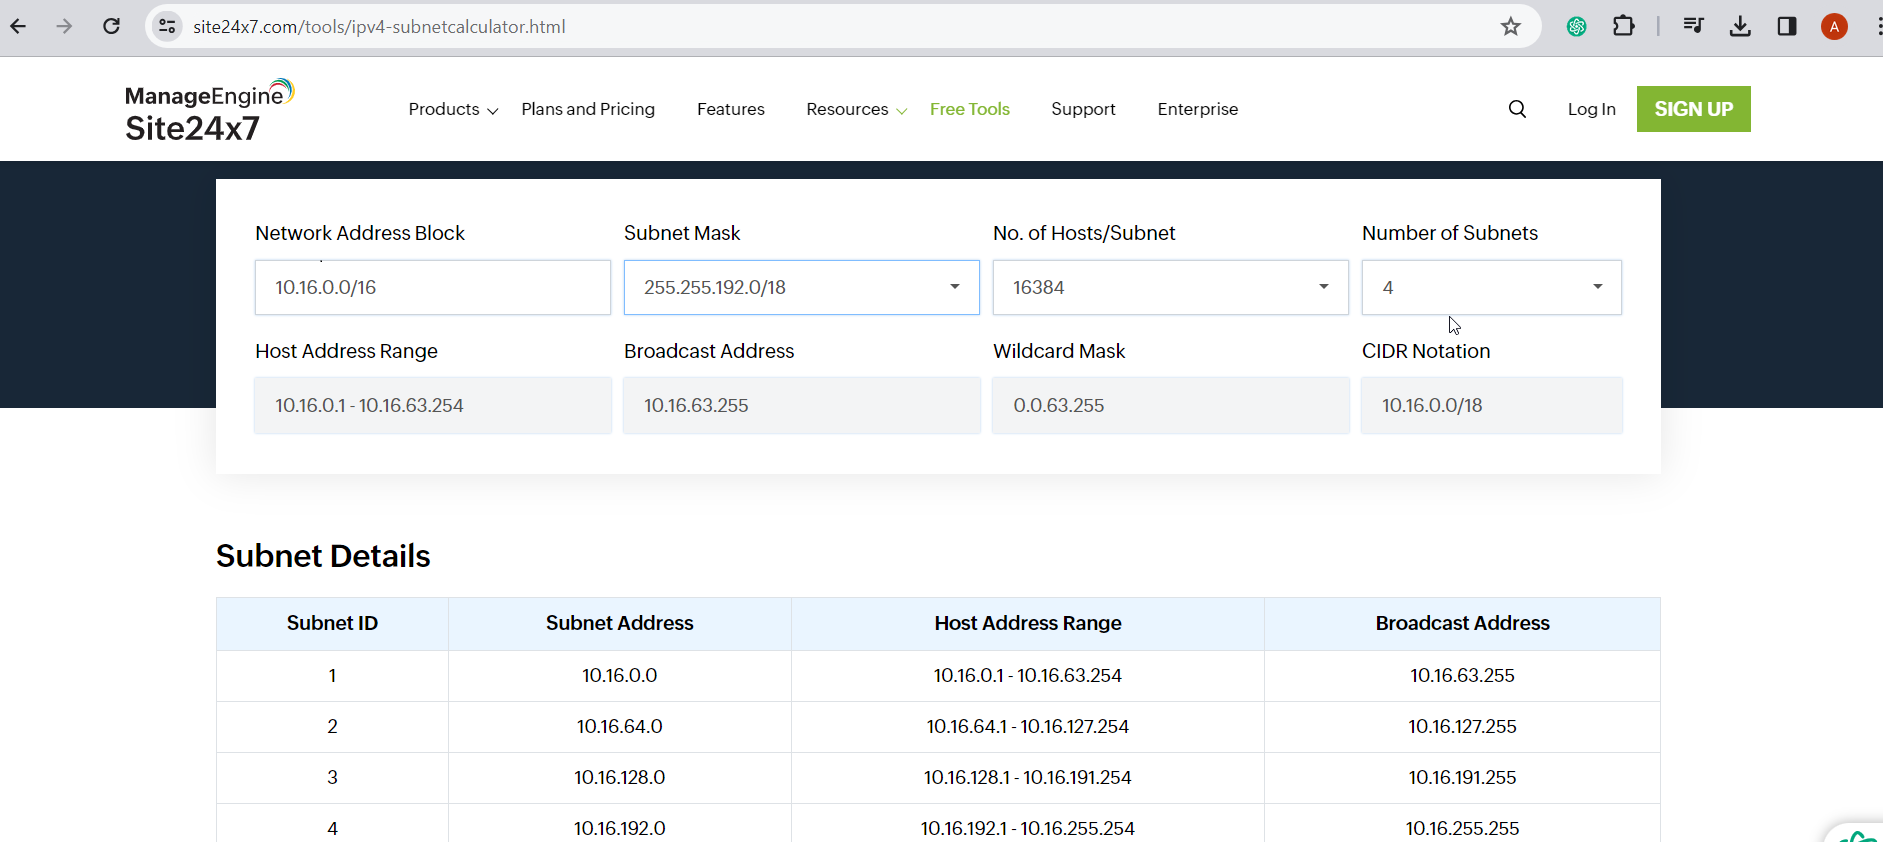 site24x7.com/tools/ipv4-subnetcalculator.html
A
ManageEngine
Site24x7
Products Plans and Pricing Features Resources Free Tools Support Enterprise Log In SIGN UP
Network Address Block Subnet Mask No. of Hosts/Subnet Number of Subnets
10.16.0.0/16 255.255.192.0/18 16384 4
Host Address Range Broadcast Address Wildcard Mask CIDR Notation
10.16.0.1 - 10.16.63.254 10.16.63.255 0.0.63.255 10.16.0.0/18
Subnet Details
Subnet ID Subnet Address Host Address Range Broadcast Address
1 10.16.0.0 10.16.0.1 - 10.16.63.254 10.16.63.255
2 10.16.64.0 10.16.64.1 - 10.16.127.254 10.16.127.255
3 10.16.128.0 10.16.128.1 - 10.16.191.254 10.16.191.255
4 10.16.192.0 10.16.192.1 - 10.16.255.254 10.16.255.255